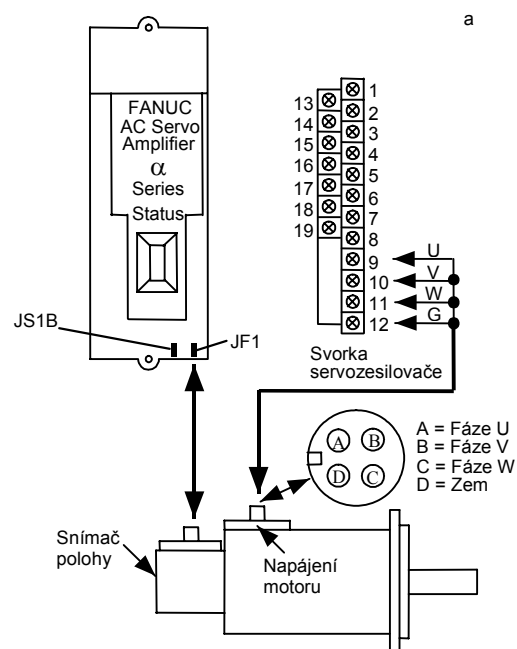 a
FANUC
AC Servo
Amplifier
α
Series
Status
JS1B
JF1
1
2
3
4
5
6
7
8
9
10
11
12
13
14
15
16
17
18
19
U
V
W
G
Svorka
servozesilovače
A
B
D
C
A = Fáze U
B = Fáze V
C = Fáze W
D = Zem
Snímač
polohy
Napájení
motoru